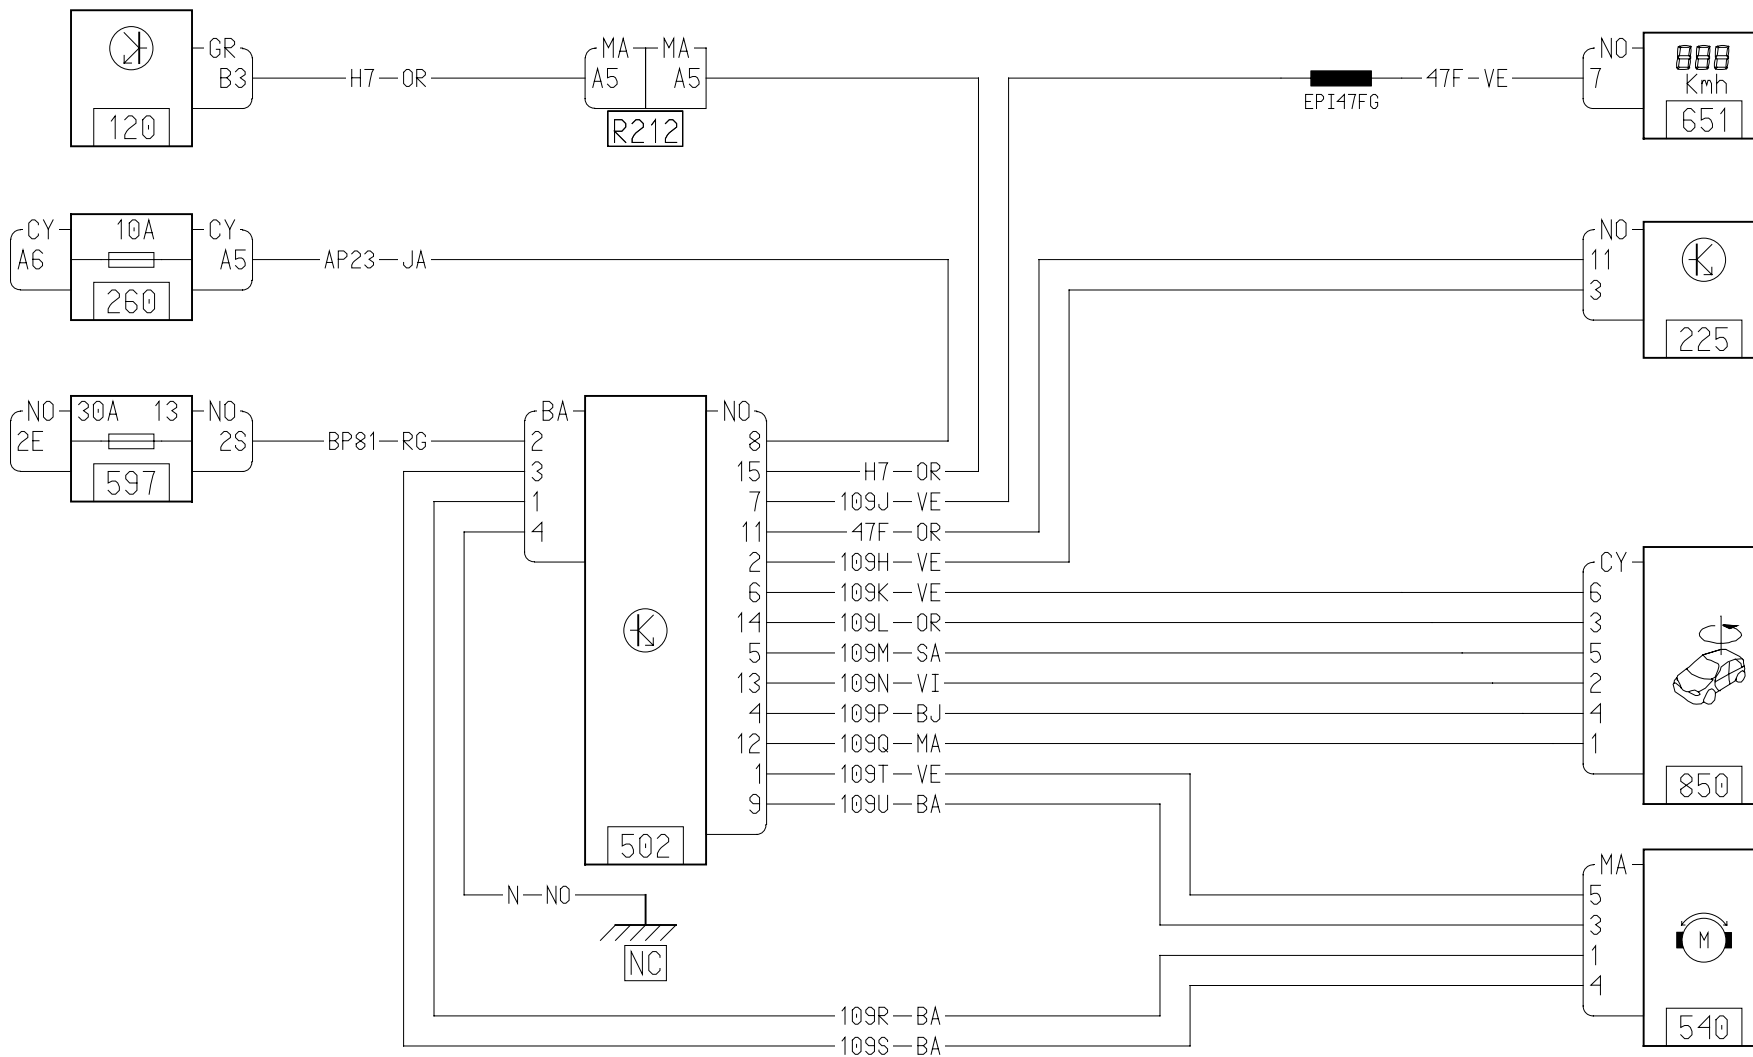 GR MA MA NO 888
B3 H7 OR A5 A5 47F VE 7 Kmh
EPI47FG
120 R212 651
CY 10A CY NO
A6 A5 AP23 JA 11
3
260 225
NO 30A 13 NO BA NO
2E 2S BP81 RG 2 8
597 3 15 H7 OR
1 7 109J VE
4 11 47F OR
2 109H VE CY
6 109K VE 6
14 109L OR 3
5 109M SA 5
13 109N VI 2
4 109P BJ 4
12 109Q MA 1
1 109T VE 850
9 109U BA
502
MA
N NO 5
3
NC M
1
4
109R BA 540
109S BA